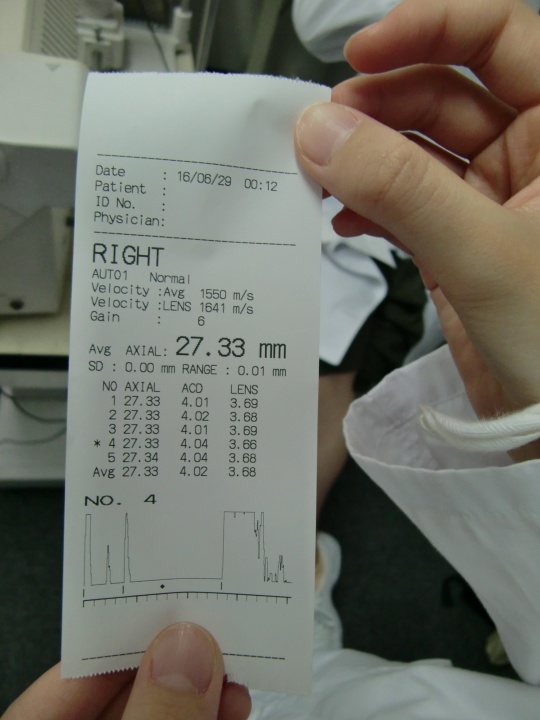 Date : 16/06/29 00:12
Patient :
ID No. :
Physician:
RIGHT
AUTO1 Normal
Velocity :Avg 1550 m/s
Velocity :LENS 1641 m/s
Gain : 6
Avg AXIAL: 27.33 mm
SD : 0.00 mm RANGE : 0.01 mm
NO AXIAL ACD LENS
1 27.33 4.01 3.69
2 27.33 4.02 3.68
3 27.33 4.01 3.69
* 4 27.33 4.04 3.66
5 27.34 4.04 3.68
Avg 27.33 4.02 3.68
NO. 4